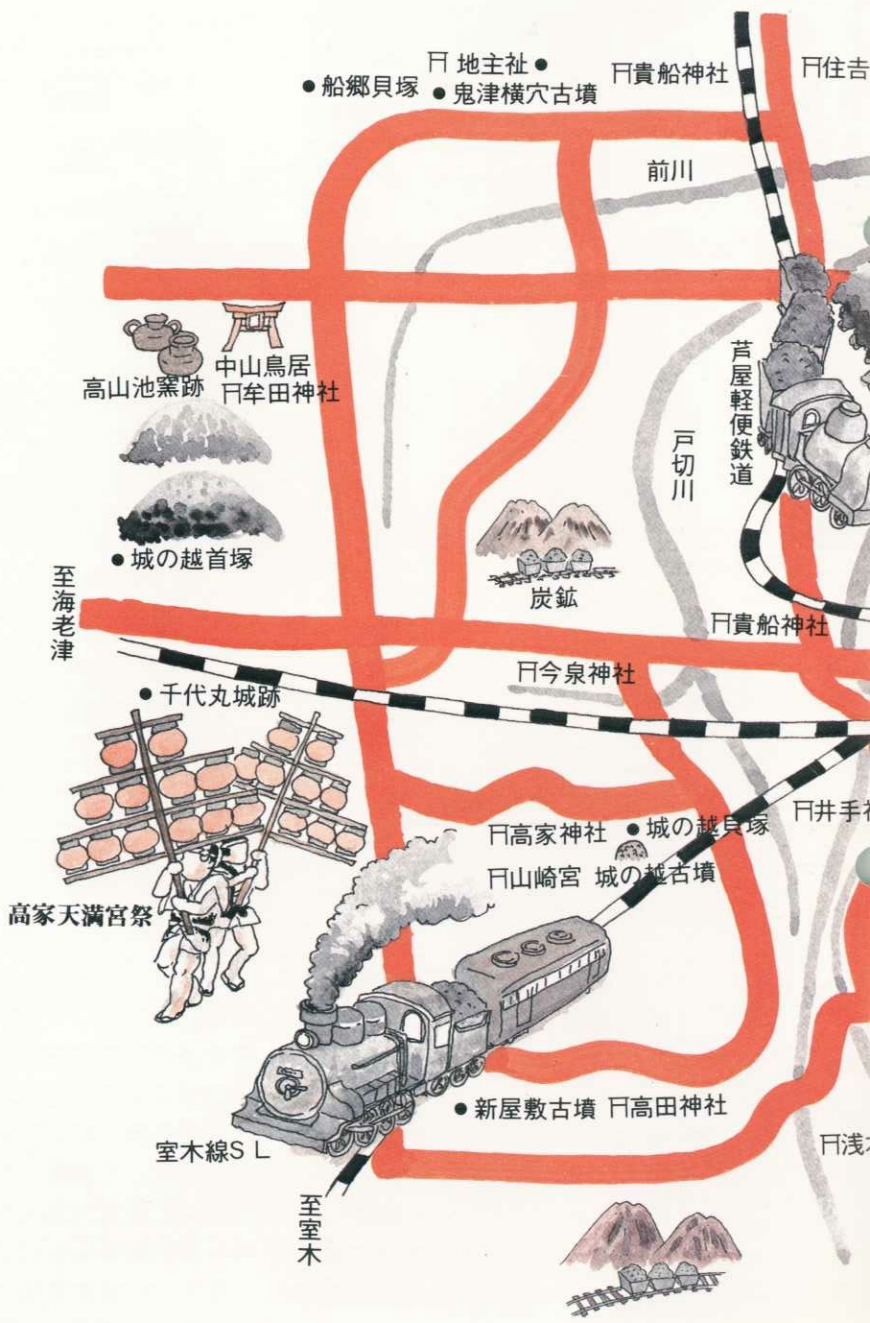 ⛩地主祉 ●
● 船郷貝塚
● 鬼津横穴古墳
⛩貴船神社
⛩住吉
前川
高山池窯跡
中山鳥居
⛩牟田神社
芦屋軽便鉄道
戸切川
● 城の越首塚
炭鉱
至海老津
⛩貴船神社
⛩今泉神社
● 千代丸城跡
⛩高家神社
● 城の越貝塚
⛩井手神
⛩山崎宮
城の越古墳
高家天満宮祭
● 新屋敷古墳
⛩高田神社
室木線SL
⛩浅木
至室木